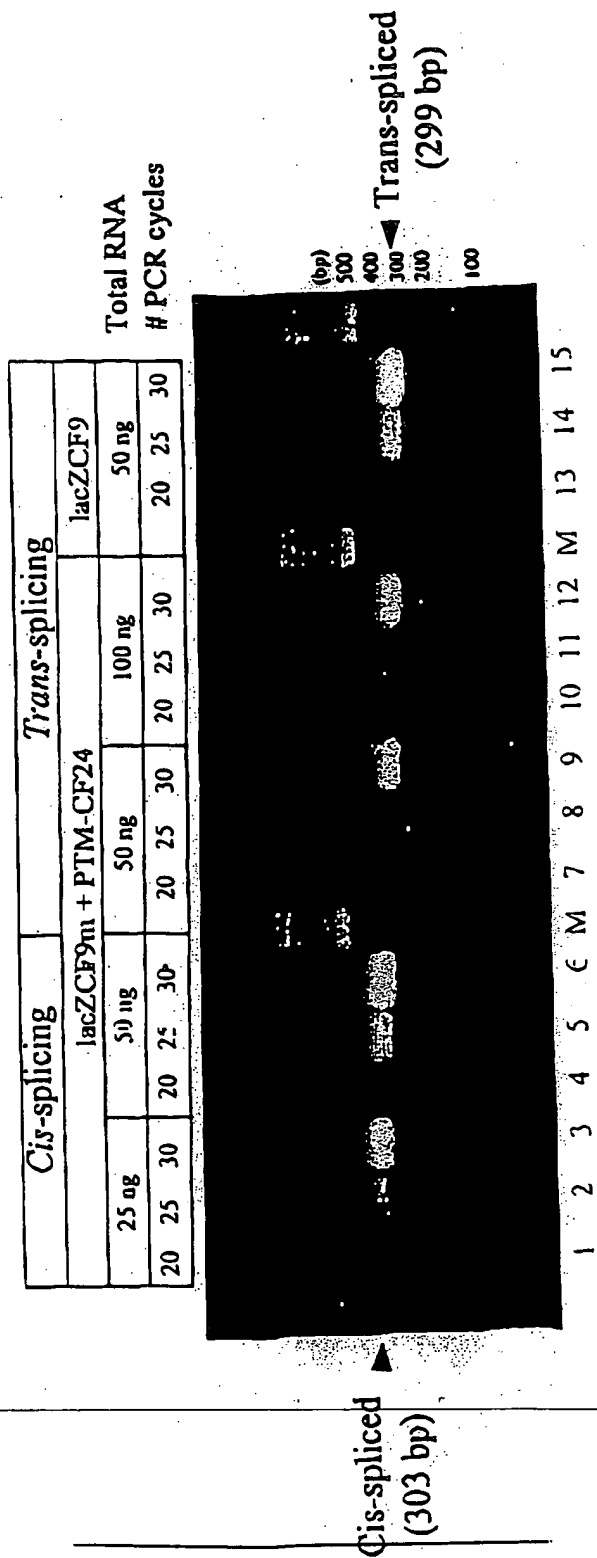 Cis-splicing Trans-splicing
lacZCF9m + PTM-CF24 lacZCF9
25 ng 50 ng 50 ng 100 ng 50 ng Total RNA
20 25 30 20 25 30 20 25 30 20 25 30 20 25 30 # PCR cycles
(bp)
500
400
300
200
100
Cis-spliced
(303 bp)
Trans-spliced
(299 bp)
1 2 3 4 5 6 M 7 8 9 10 11 12 M 13 14 15